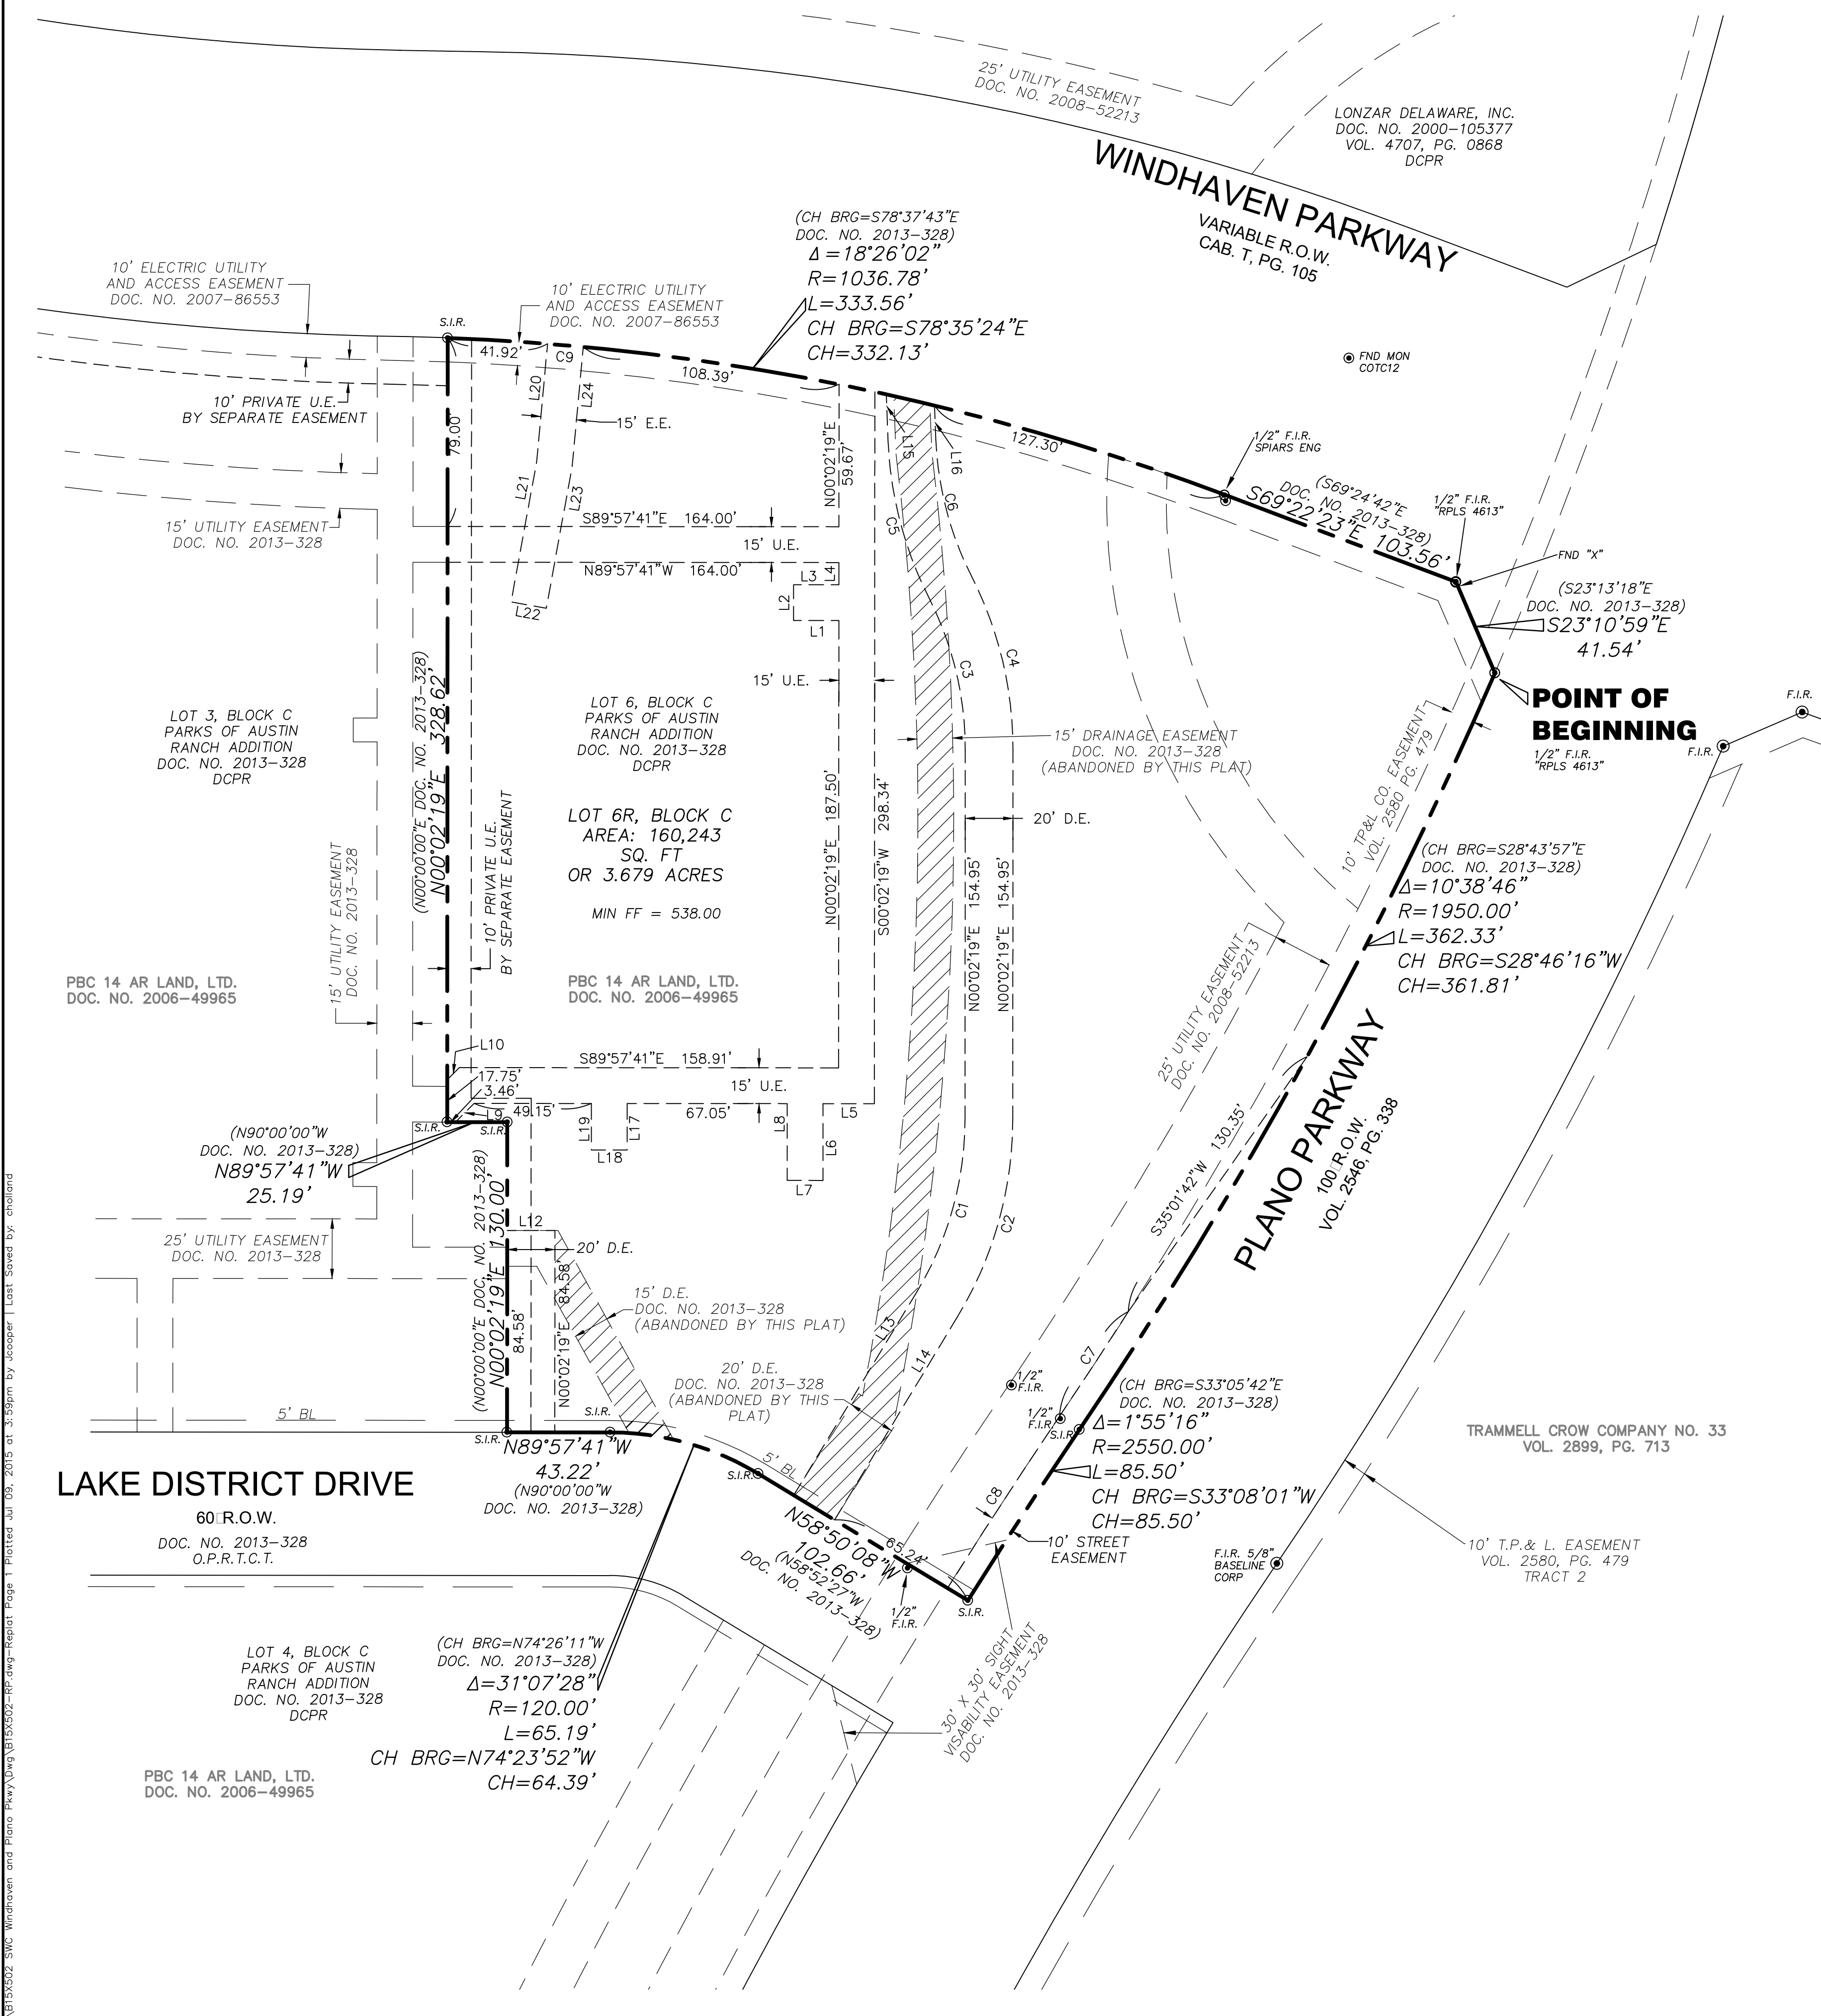 25' UTILITY EASEMENT
DOC. NO. 2008-52213
LONZAR DELAWARE, INC.
DOC. NO. 2000-105377
VOL. 4707, PG. 0868
DCPR
WINDHAVEN PARKWAY
VARIABLE R.O.W.
CAB. T, PG. 105
(CH BRG=S78°37'43"E
DOC. NO. 2013-328)
Δ=18°26'02"
R=1036.78'
L=333.56'
CH BRG=S78°35'24"E
CH=332.13'
10' ELECTRIC UTILITY
AND ACCESS EASEMENT
DOC. NO. 2007-86553
10' ELECTRIC UTILITY
AND ACCESS EASEMENT
DOC. NO. 2007-86553
S.I.R.
41.92'
C9
108.39'
FND MON
COTC12
10' PRIVATE U.E.
BY SEPARATE EASEMENT
79.00'
L20
L24
15' E.E.
L21
L23
L22
N00°02'19"E
59.67'
L15
L16
127.30'
1/2" F.I.R.
SPIARS ENG
(S69°24'42"E
DOC. NO. 2013-328)
S69°22'23"E 103.56'
1/2" F.I.R.
"RPLS 4613"
FND "X"
(S23°13'18"E
DOC. NO. 2013-328)
S23°10'59"E
41.54'
15' UTILITY EASEMENT
DOC. NO. 2013-328
S89°57'41"E 164.00'
15' U.E.
N89°57'41"W 164.00'
L3
L4
L2
L1
C5
C6
C3
C4
15' U.E.
POINT OF
BEGINNING
1/2" F.I.R.
"RPLS 4613"
F.I.R.
F.I.R.
LOT 3, BLOCK C
PARKS OF AUSTIN
RANCH ADDITION
DOC. NO. 2013-328
DCPR
(N00°00'00"E DOC. NO. 2013-328)
N00°02'19"E 328.62'
LOT 6, BLOCK C
PARKS OF AUSTIN
RANCH ADDITION
DOC. NO. 2013-328
DCPR
15' DRAINAGE EASEMENT
DOC. NO. 2013-328
(ABANDONED BY THIS PLAT)
10' TP&L CO. EASEMENT
VOL. 2580 PG. 479
LOT 6R, BLOCK C
AREA: 160,243
SQ. FT
OR 3.679 ACRES
MIN FF = 538.00
15' UTILITY EASEMENT
DOC. NO. 2013-328
10' PRIVATE U.E.
BY SEPARATE EASEMENT
N00°02'19"E 187.50'
S00°02'19"W 298.34'
20' D.E.
N00°02'19"E 154.95'
N00°02'19"E 154.95'
(CH BRG=S28°43'57"E
DOC. NO. 2013-328)
Δ=10°38'46"
R=1950.00'
L=362.33'
CH BRG=S28°46'16"W
CH=361.81'
PBC 14 AR LAND, LTD.
DOC. NO. 2006-49965
PBC 14 AR LAND, LTD.
DOC. NO. 2006-49965
25' UTILITY EASEMENT
DOC. NO. 2008-52213
PLANO PARKWAY
100□R.O.W.
VOL. 2546, PG. 338
L10
S89°57'41"E 158.91'
17.75'
3.46'
15' U.E.
L9
49.15'
L19
L17
L18
67.05'
L8
L5
L6
L7
S.I.R.
S.I.R.
(N90°00'00"W
DOC. NO. 2013-328)
N89°57'41"W
25.19'
S35°01'42"W 130.35'
C1
C2
25' UTILITY EASEMENT
DOC. NO. 2013-328
(N00°00'00"E DOC. NO. 2013-328)
N00°02'19"E 130.00'
84.58'
L12
20' D.E.
N00°02'19"E 84.58'
15' D.E.
DOC. NO. 2013-328
(ABANDONED BY THIS PLAT)
L13
L14
C7
20' D.E.
DOC. NO. 2013-328
(ABANDONED BY THIS
PLAT)
1/2"
F.I.R.
1/2"
F.I.R.
S.I.R.
(CH BRG=S33°05'42"E
DOC. NO. 2013-328)
Δ=1°55'16"
R=2550.00'
L=85.50'
CH BRG=S33°08'01"W
CH=85.50'
TRAMMELL CROW COMPANY NO. 33
VOL. 2899, PG. 713
5' BL
S.I.R.
S.I.R.
N89°57'41"W
43.22'
(N90°00'00"W
DOC. NO. 2013-328)
S.I.R.
5' BL
LAKE DISTRICT DRIVE
60□R.O.W.
DOC. NO. 2013-328
O.P.R.T.C.T.
C8
N58°50'08"W
102.66'
(N58°52'27"W
DOC. NO. 2013-328)
65.24'
1/2"
F.I.R.
S.I.R.
10' STREET
EASEMENT
F.I.R. 5/8"
BASELINE
CORP
10' T.P.& L. EASEMENT
VOL. 2580, PG. 479
TRACT 2
30' X 30' SIGHT
VISABILITY EASEMENT
DOC. NO. 2013-328
LOT 4, BLOCK C
PARKS OF AUSTIN
RANCH ADDITION
DOC. NO. 2013-328
DCPR
(CH BRG=N74°26'11"W
DOC. NO. 2013-328)
Δ=31°07'28"
R=120.00'
L=65.19'
CH BRG=N74°23'52"W
CH=64.39'
PBC 14 AR LAND, LTD.
DOC. NO. 2006-49965
\B15X502 SWC Windhaven and Plano Pkwy\Dwg\B15X502-RP.dwg-Replat Page 1 Plotted Jul 09, 2015 at 3:59pm by Jcooper | Last Saved by: cholland